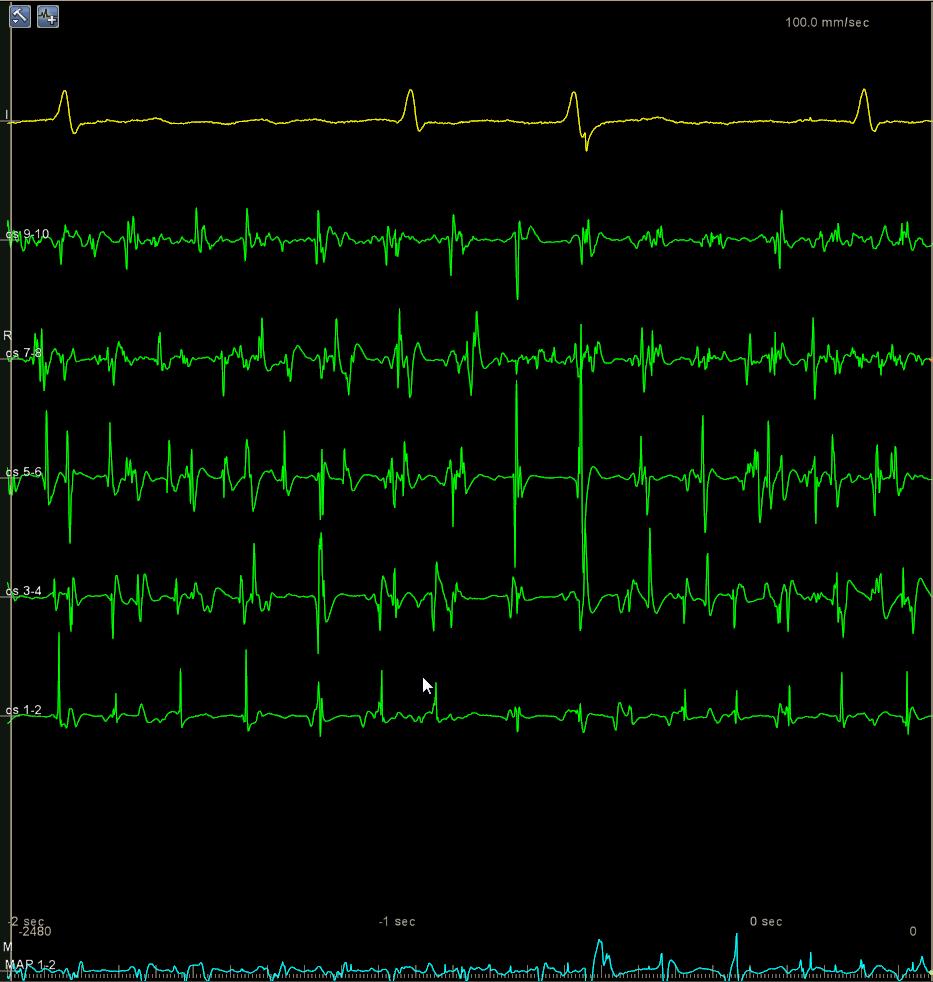 100.0 mm/sec
I
cs 9-10
R
cs 7-8
cs 5-6
cs 3-4
cs 1-2
-2 sec
-1 sec
0 sec
-2480
0
M
MAP 1-2